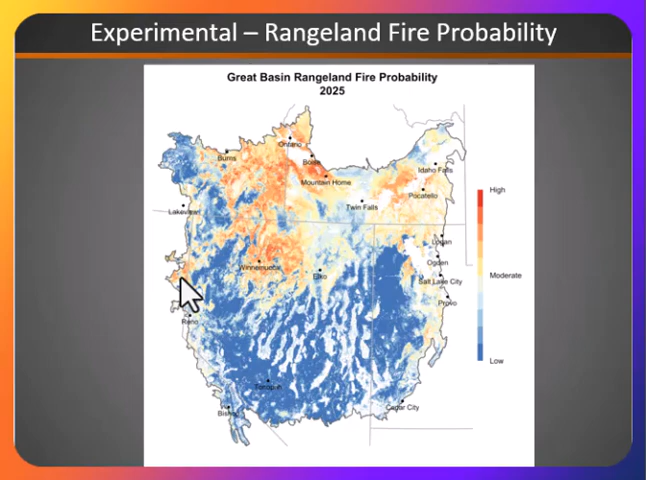 Experimental – Rangeland Fire Probability
Great Basin Rangeland Fire Probability
2025
Ontario
Burns
Boise
Idaho Falls
Mountain Home
Pocatello
Twin Falls
Lakeview
High
Logan
Winnemucca
Ogden
Elko
Moderate
Salt Lake City
Provo
Reno
Low
Tonopah
Cedar City
Bishop